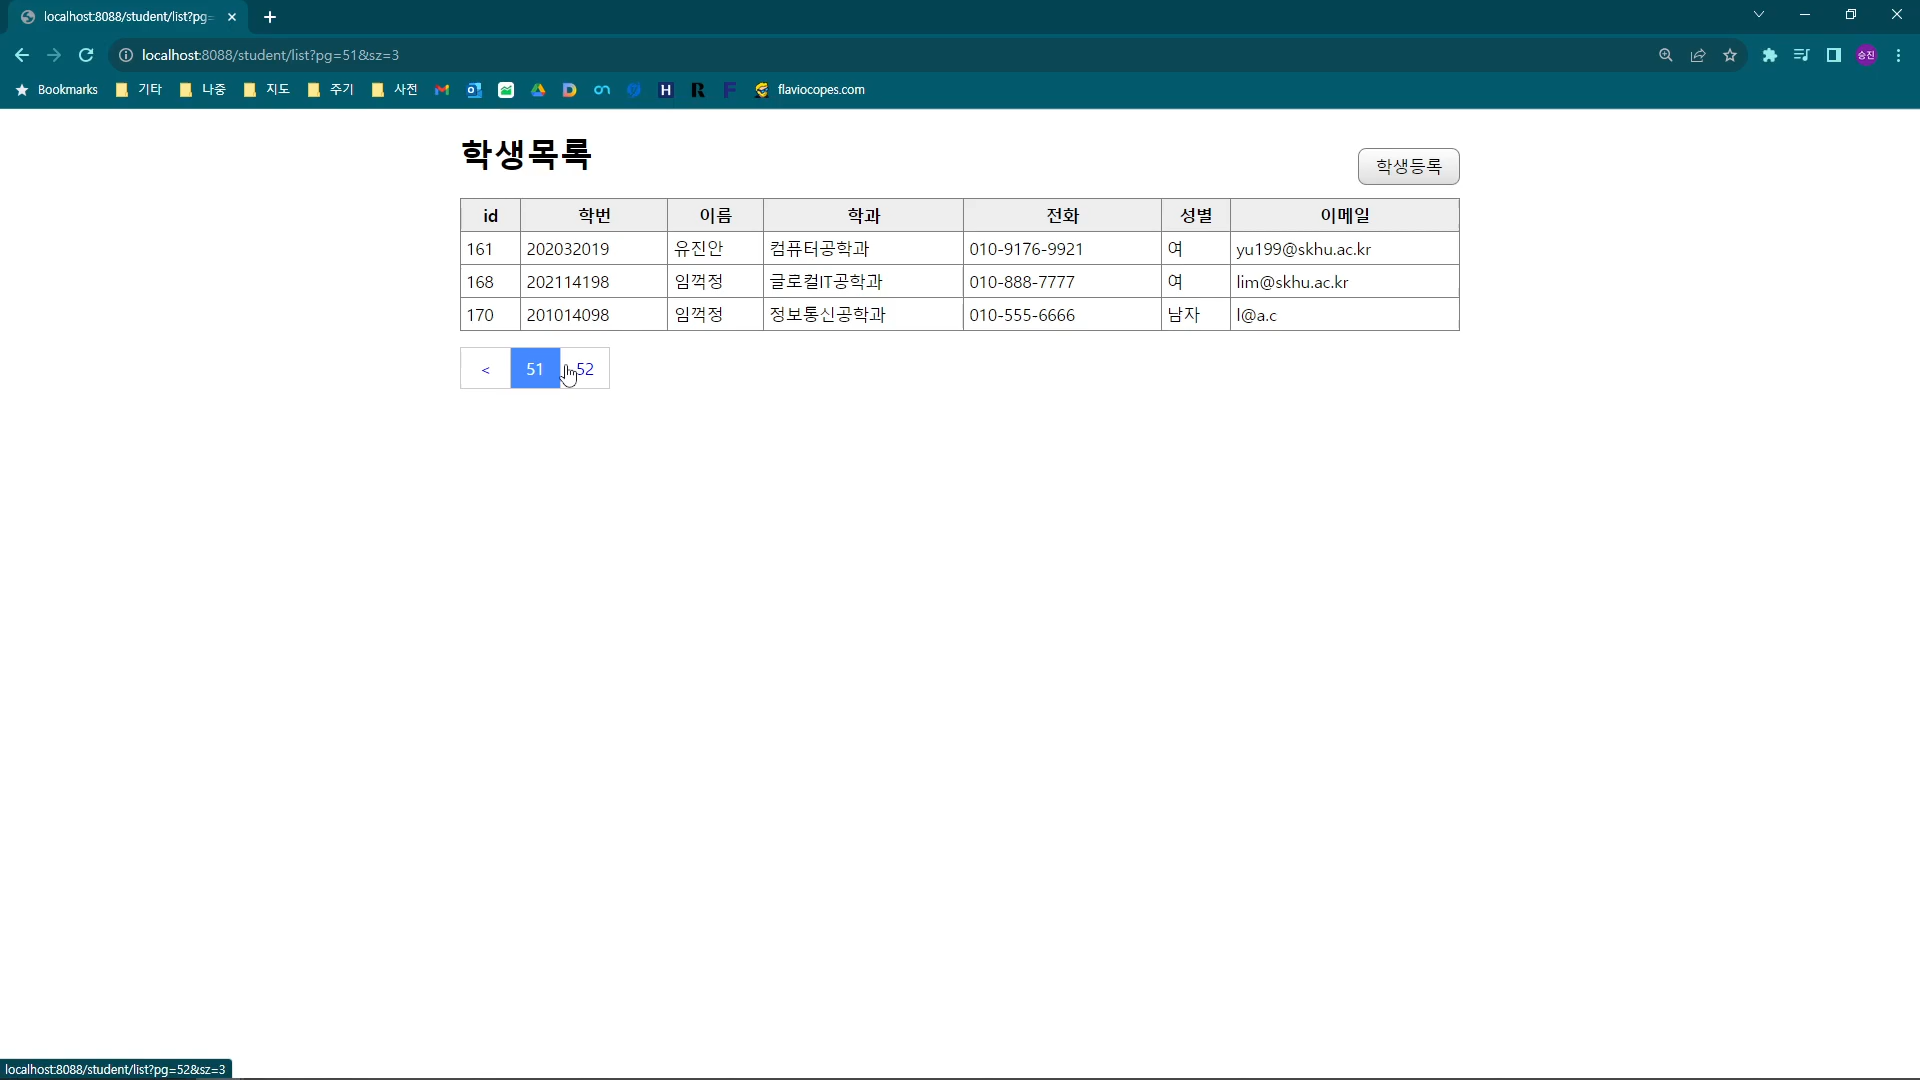 localhost:8088/student/list?pg=
localhost:8088/student/list?pg=51&sz=3
승진
Bookmarks 기타 나중 지도 주기 사전 H R F flaviocopes.com
학생목록
학생등록
id 학번 이름 학과 전화 성별 이메일
161 202032019 유진안 컴퓨터공학과 010-9176-9921 여 yu199@skhu.ac.kr
168 202114198 임꺽정 글로컬IT공학과 010-888-7777 여 lim@skhu.ac.kr
170 201014098 임꺽정 정보통신공학과 010-555-6666 남자 l@a.c
< 51 52
localhost:8088/student/list?pg=52&sz=3